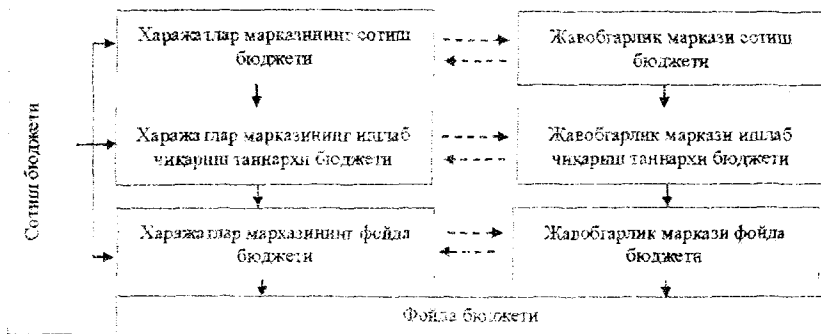 Сотиш бюджети
Харажатлар марказининг сотиш
бюджети
Жавобгарлик маркази сотиш
бюджети
Харажатлар марказининг ишлаб
чиқариш таннархи бюджети
Жавобгарлик маркази ишлаб
чиқариш таннархи бюджети
Харажатлар марказининг фойда
бюджети
Жавобгарлик маркази фойда
бюджета
Фойда бюджети